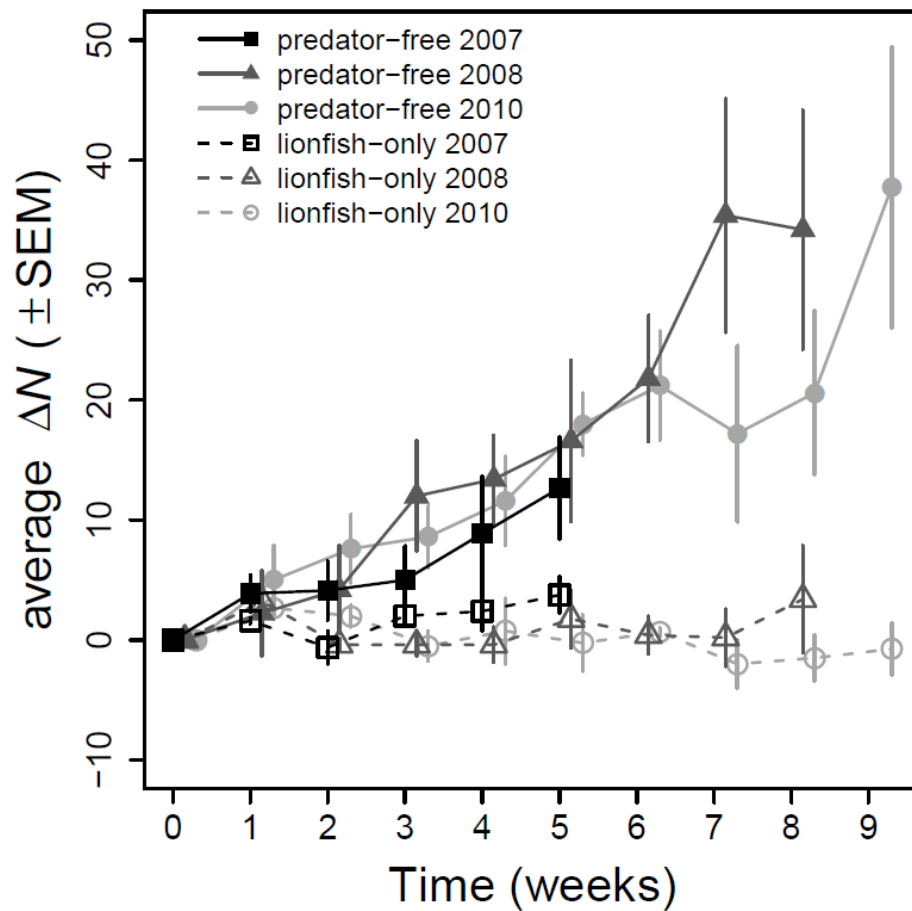 predator−free 2007
predator−free 2008
predator−free 2010
lionfish−only 2007
lionfish−only 2008
lionfish−only 2010
average ΔN (±SEM)
50
40
30
20
10
0
−10
0 1 2 3 4 5 6 7 8 9
Time (weeks)